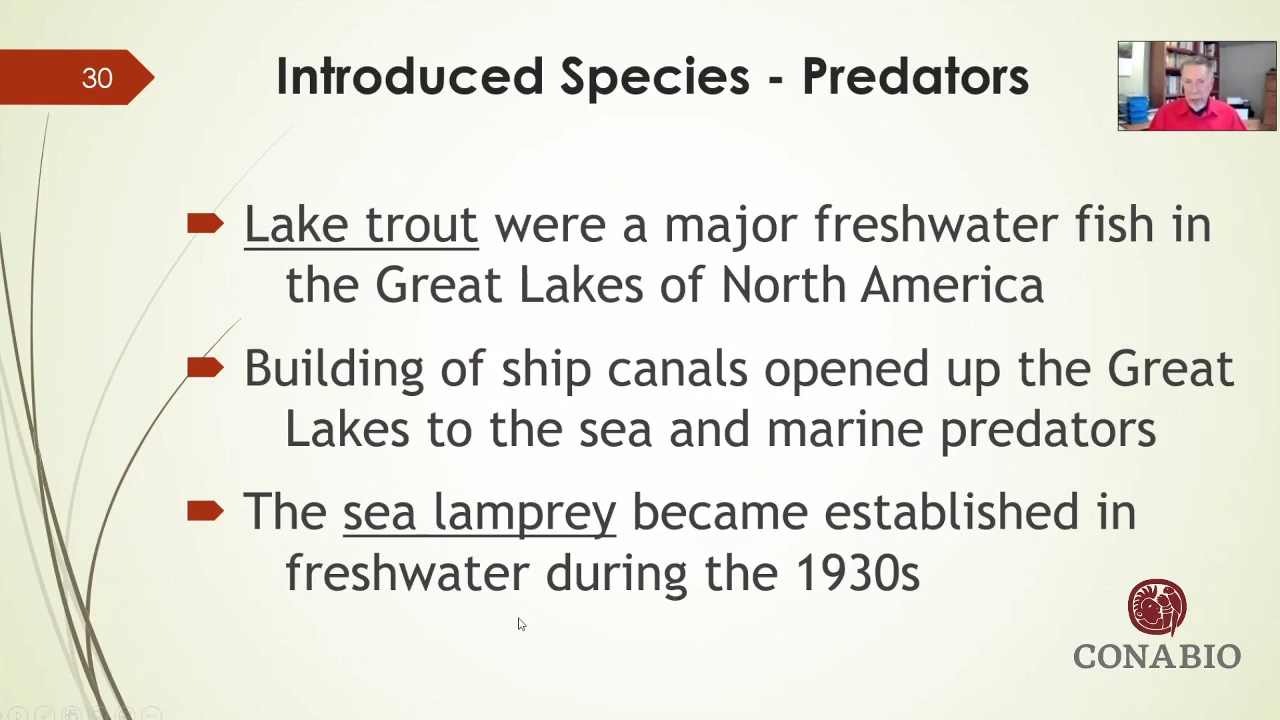 30
Introduced Species - Predators
Lake trout were a major freshwater fish in
the Great Lakes of North America
Building of ship canals opened up the Great
Lakes to the sea and marine predators
The sea lamprey became established in
freshwater during the 1930s
CONABIO